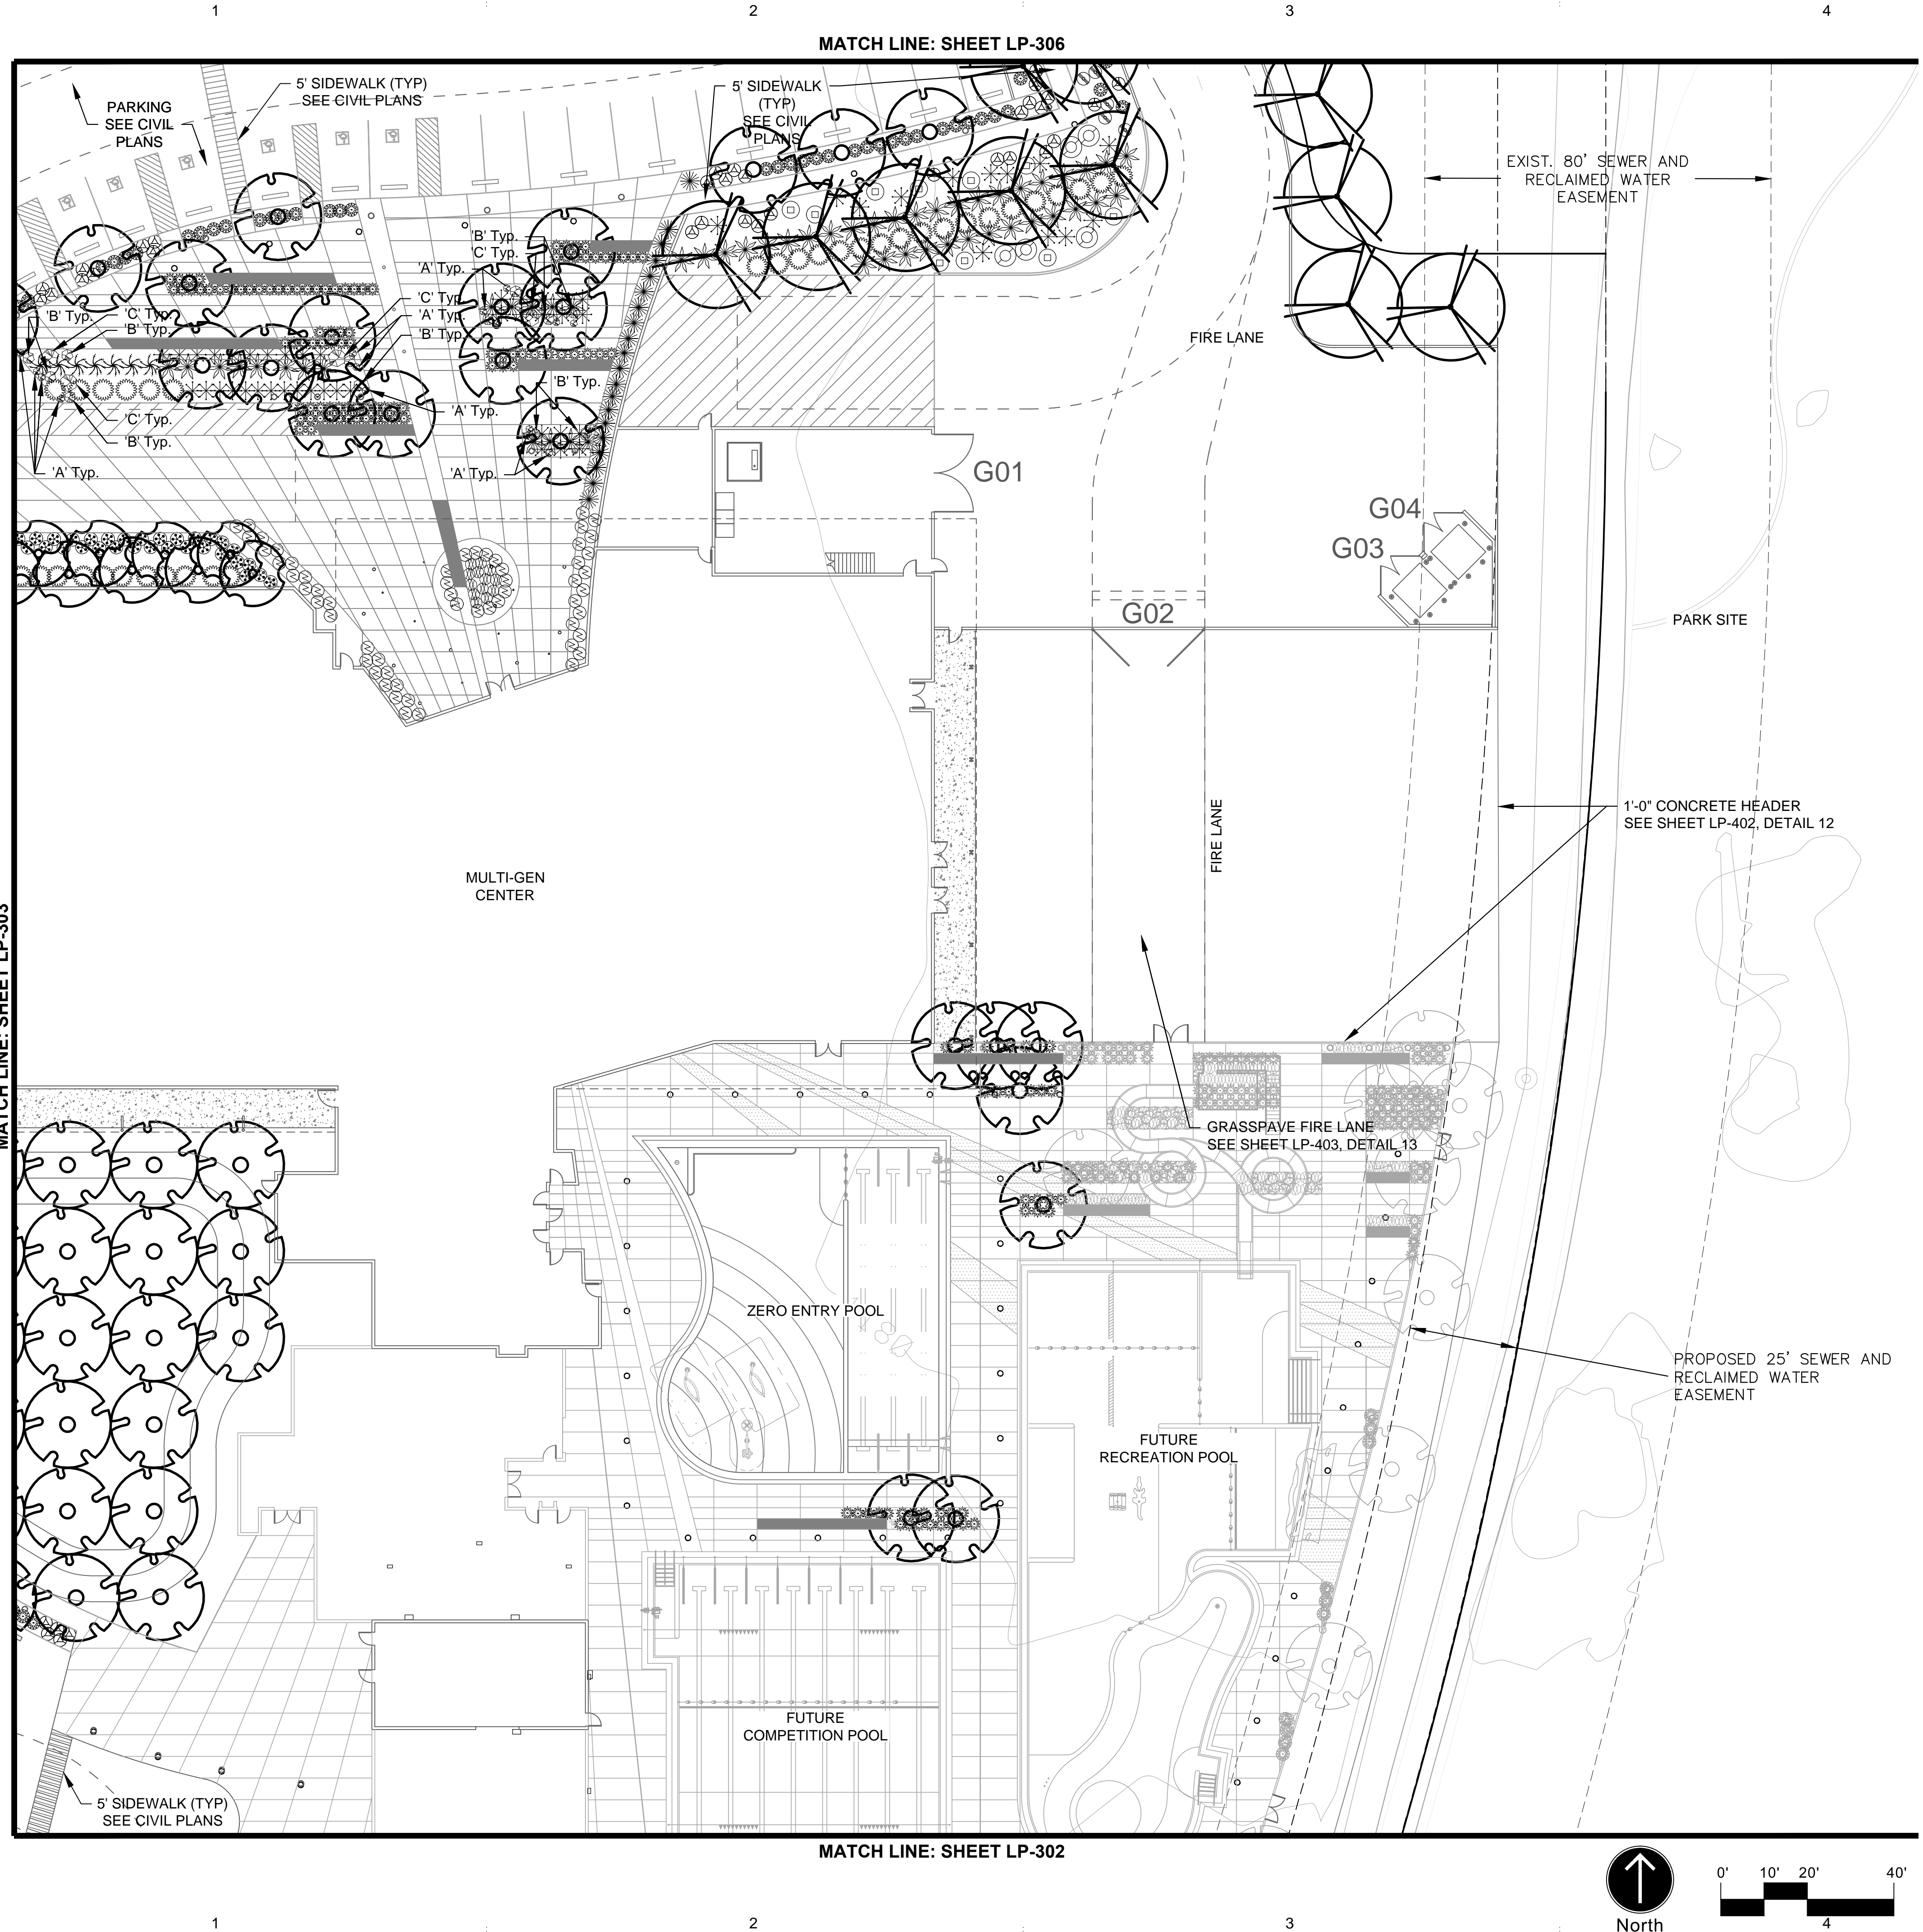 1
2
3
4
MATCH LINE: SHEET LP-306
5' SIDEWALK (TYP)
SEE CIVIL PLANS
PARKING
SEE CIVIL
PLANS
5' SIDEWALK
(TYP)
SEE CIVIL
PLANS
EXIST. 80' SEWER AND
RECLAIMED WATER
EASEMENT
'B' Typ.
'C' Typ.
'A' Typ.
'C' Typ.
'A' Typ.
'B' Typ.
'B' Typ.
'C' Typ.
'B' Typ.
FIRE LANE
'B' Typ.
'A' Typ.
'C' Typ.
'B' Typ.
'A' Typ.
'A' Typ.
G01
G04
G03
G02
PARK SITE
1'-0" CONCRETE HEADER
SEE SHEET LP-402, DETAIL 12
FIRE LANE
MULTI-GEN
CENTER
MATCH LINE: SHEET LP-303
GRASSPAVE FIRE LANE
SEE SHEET LP-403, DETAIL 13
ZERO ENTRY POOL
PROPOSED 25' SEWER AND
RECLAIMED WATER
EASEMENT
FUTURE
RECREATION POOL
FUTURE
COMPETITION POOL
5' SIDEWALK (TYP)
SEE CIVIL PLANS
MATCH LINE: SHEET LP-302
0' 10' 20' 40'
North
1
2
3
4